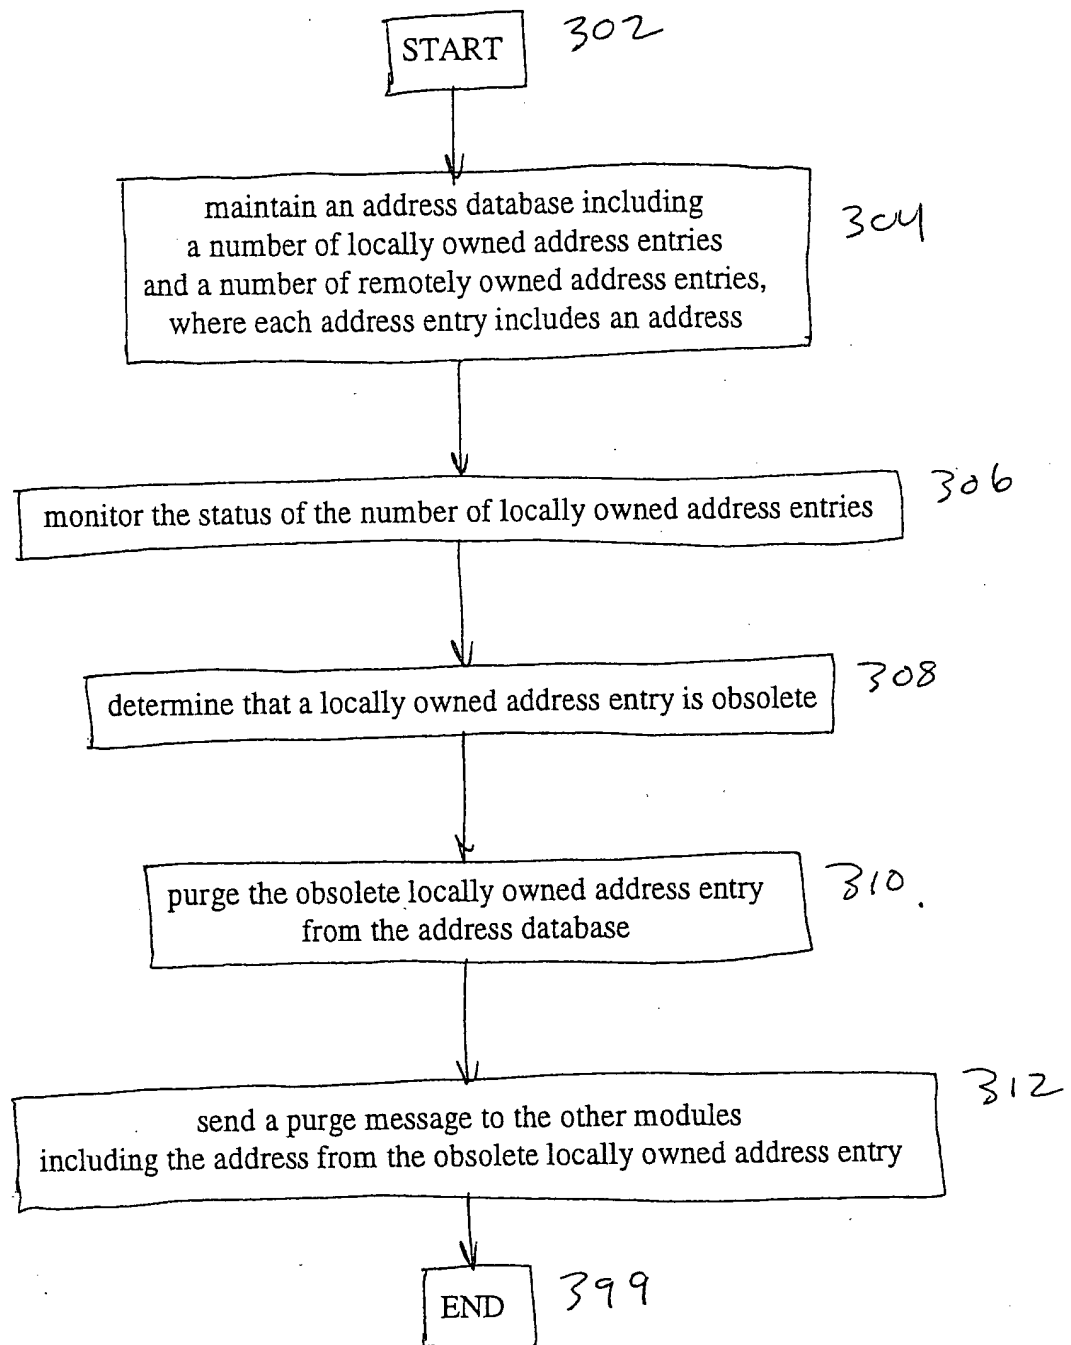 START
302
maintain an address database including
a number of locally owned address entries
and a number of remotely owned address entries,
where each address entry includes an address
304
monitor the status of the number of locally owned address entries
306
determine that a locally owned address entry is obsolete
308
purge the obsolete locally owned address entry
from the address database
310
send a purge message to the other modules
including the address from the obsolete locally owned address entry
312
END
399